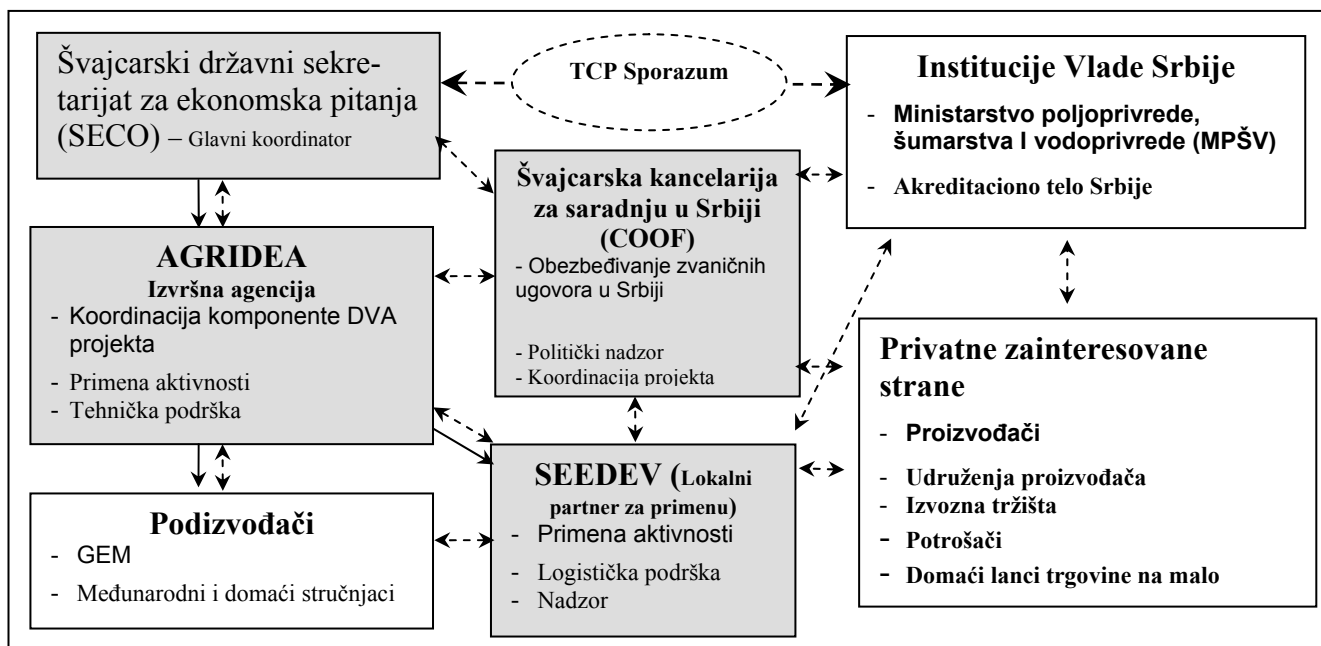 Švajcarski državni sekre-
tarijat za ekonomska pitanja
(SECO) – Glavni koordinator
TCP Sporazum
Institucije Vlade Srbije
- Ministarstvo poljoprivrede,
šumarstva I vodoprivrede (MPŠV)
- Akreditaciono telo Srbije
Švajcarska kancelarija
za saradnju u Srbiji
(COOF)
- Obezbeđivanje zvaničnih
ugovora u Srbiji
- Politički nadzor
- Koordinacija projekta
AGRIDEA
Izvršna agencija
- Koordinacija komponente DVA
projekta
- Primena aktivnosti
- Tehnička podrška
Privatne zainteresovane
strane
- Proizvođači
- Udruženja proizvođača
- Izvozna tržišta
- Potrošači
- Domaći lanci trgovine na malo
SEEDEV (Lokalni
partner za primenu)
- Primena aktivnosti
- Logistička podrška
- Nadzor
Podizvođači
- GEM
- Međunarodni i domaći stručnjaci